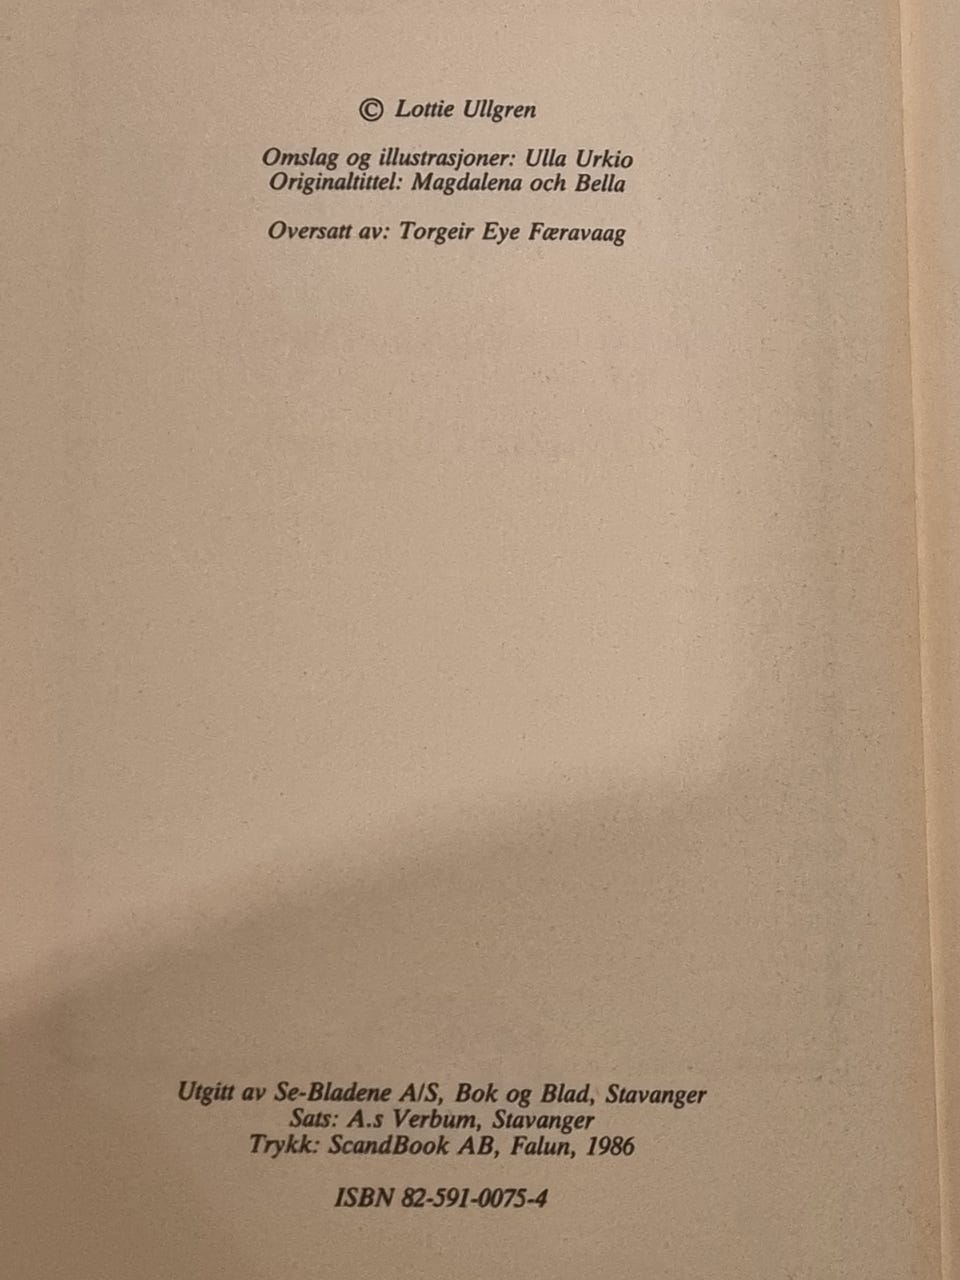 © Lottie Ullgren
Omslag og illustrasjoner: Ulla Urkio
Originaltittel: Magdalena och Bella
Oversatt av: Torgeir Eye Færavaag
Utgitt av Se-Bladene A/S, Bok og Blad, Stavanger
Sats: A.s Verbum, Stavanger
Trykk: ScandBook AB, Falun, 1986
ISBN 82-591-0075-4